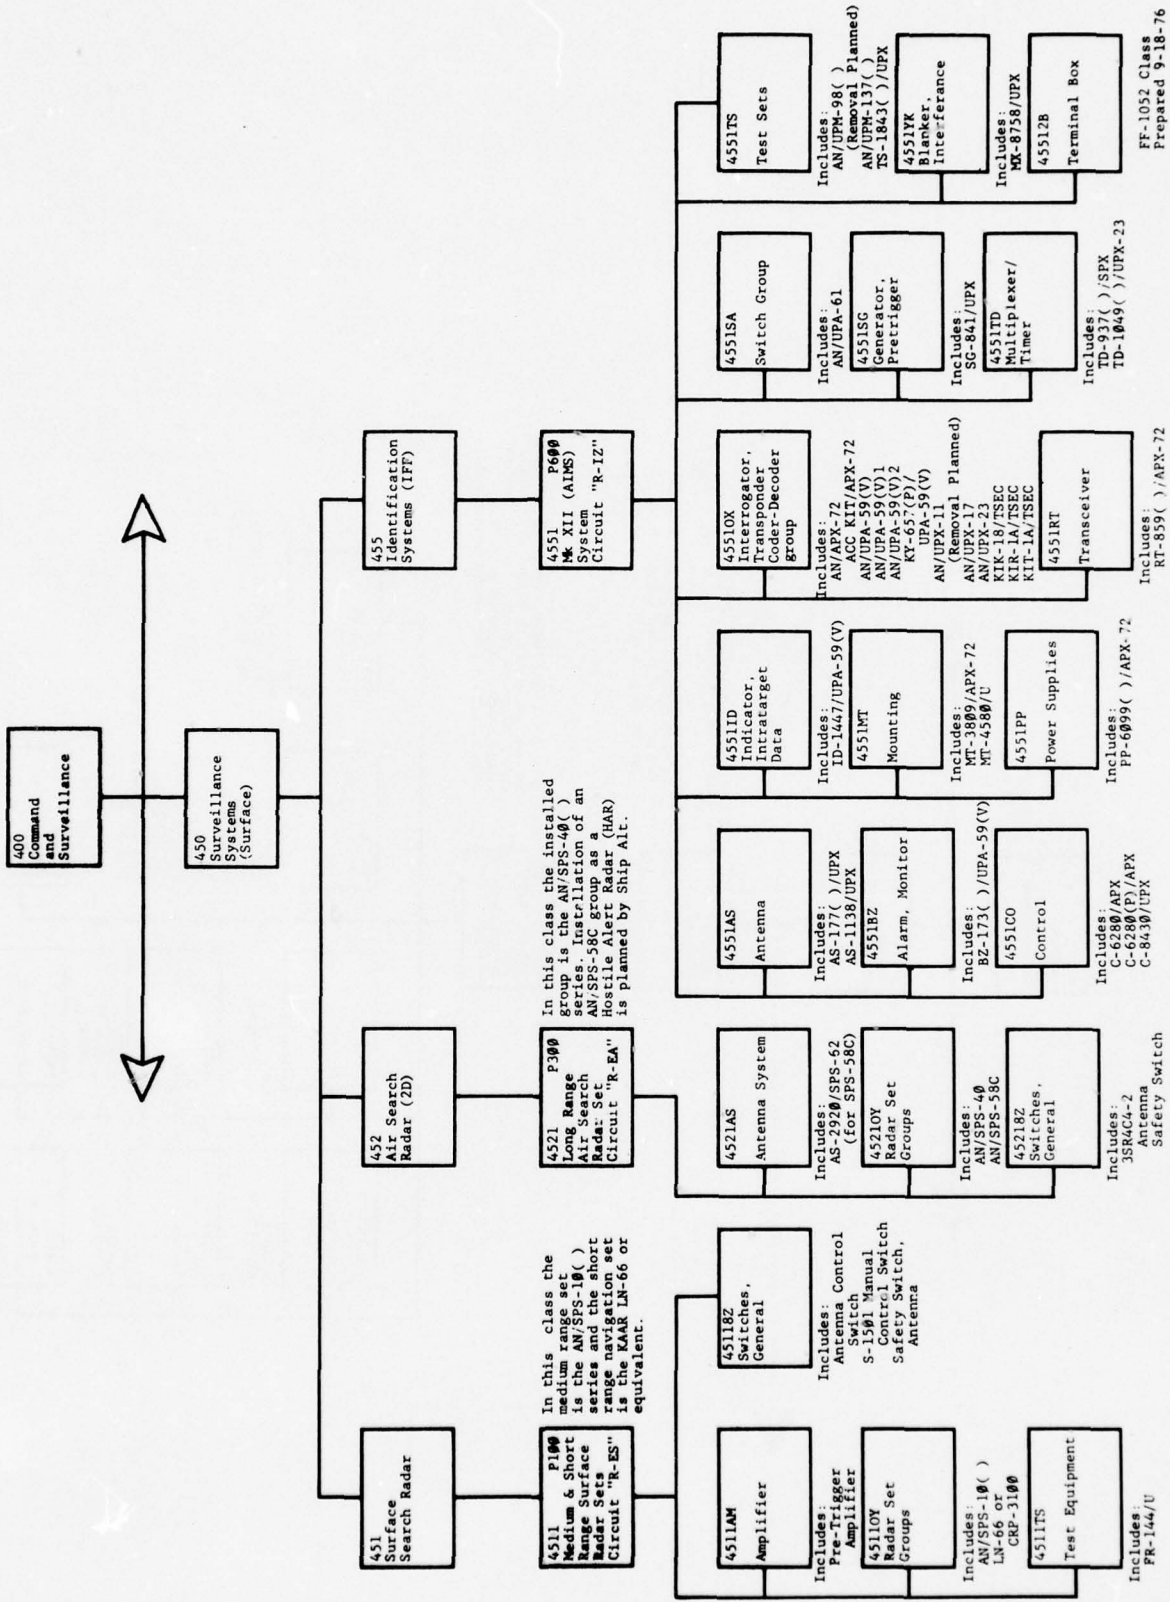 400
Command
and
Surveillance
450
Surveillance
Systems
(Surface)
451
Surface
Search Radar
452
Air Search
Radar (2D)
455
Identification
Systems (IFF)
4511 P100
Medium & Short
Range Surface
Radar Sets
Circuit "R-ES"
In this class the
medium range set
is the AN/SPS-10( )
series and the short
range navigation set
is the KAAR LN-66 or
equivalent.
4521 P300
Long Range
Air Search
Radar Set
Circuit "R-EA"
In this class the installed
group is the AN/SPS-40( )
series. Installation of an
AN/SPS-58C group as a
Hostile Alert Radar (HAR)
is planned by Ship Alt.
4551 P600
Mk XII (AIMS)
System
Circuit "R-IZ"
4511AM
Amplifier
Includes:
Pre-Trigger
Amplifier
4511OY
Radar Set
Groups
Includes:
AN/SPS-10( )
LN-66 or
CRP-3100
4511TS
Test Equipment
Includes:
FR-144/U
45118Z
Switches,
General
Includes:
Antenna Control
Switch
S-1501 Manual
Control Switch
Safety Switch,
Antenna
4521AS
Antenna System
Includes:
AS-2920/SPS-62
(for SPS-58C)
4521OY
Radar Set
Groups
Includes:
AN/SPS-40
AN/SPS-58C
45218Z
Switches,
General
Includes:
3SR4C4-2
Antenna
Safety Switch
4551AS
Antenna
Includes:
AS-177( )/UPX
AS-1138/UPX
4551BZ
Alarm, Monitor
Includes:
BZ-173( )/UPA-59(V)
4551CO
Control
Includes:
C-6280/APX
C-6280(P)/APX
C-8430/UPX
4551ID
Indicator,
Intratarget
Data
Includes:
ID-1447/UPA-59(V)
4551MT
Mounting
Includes:
MT-3809/APX-72
MT-4580/U
4551PP
Power Supplies
Includes:
PP-6099( )/APX-72
4551OX
Interrogator,
Transponder
Coder-Decoder
group
Includes:
AN/APX-72
ACC KIT/APX-72
AN/UPA-59(V)
AN/UPA-59(V)1
AN/UPA-59(V)2
KY-657(P)/
UPA-59(V)
AN/UPX-11
(Removal Planned)
AN/UPX-17
AN/UPX-23
KIK-18/TSEC
KIR-1A/TSEC
KIT-1A/TSEC
4551RT
Transceiver
Includes:
RT-859( )/APX-72
4551SA
Switch Group
Includes:
AN/UPA-61
4551SG
Generator,
Pretrigger
Includes:
SG-841/UPX
4551TD
Multiplexer/
Timer
Includes:
TD-937( )/SPX
TD-1049( )/UPX-23
4551TS
Test Sets
Includes:
AN/UPM-98( )
(Removal Planned)
AN/UPM-137( )
TS-1843( )/UPX
4551YK
Blanker,
Interferance
Includes:
MX-8758/UPX
45512B
Terminal Box
FF-1052 Class
Prepared 9-18-76